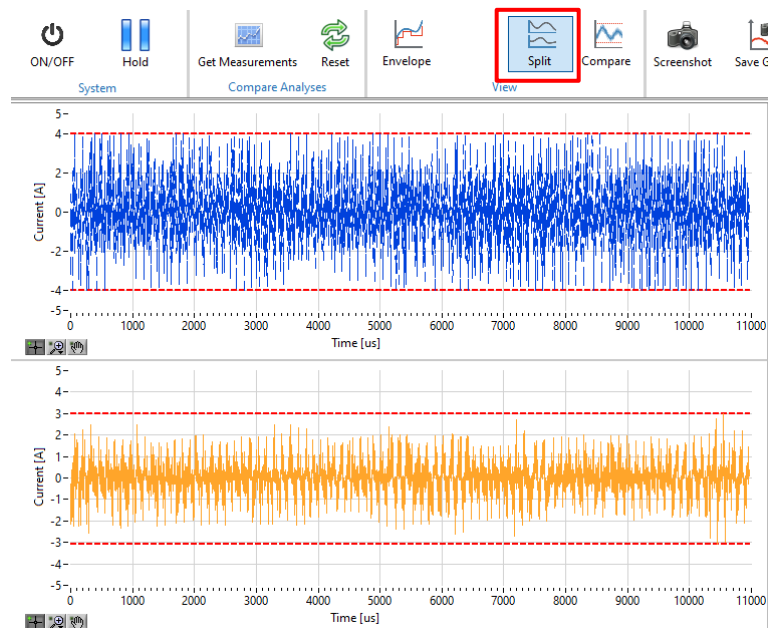 ON/OFF Hold Get Measurements Reset Envelope Split Compare Screenshot Save G
System Compare Analyses View
5
4
2
0
-2
-4
-5
Current [A]
0 1000 2000 3000 4000 5000 6000 7000 8000 9000 10000 11000
Time [us]
5
4
3
2
1
0
-1
-2
-3
-4
-5
Current [A]
0 1000 2000 3000 4000 5000 6000 7000 8000 9000 10000 11000
Time [us]